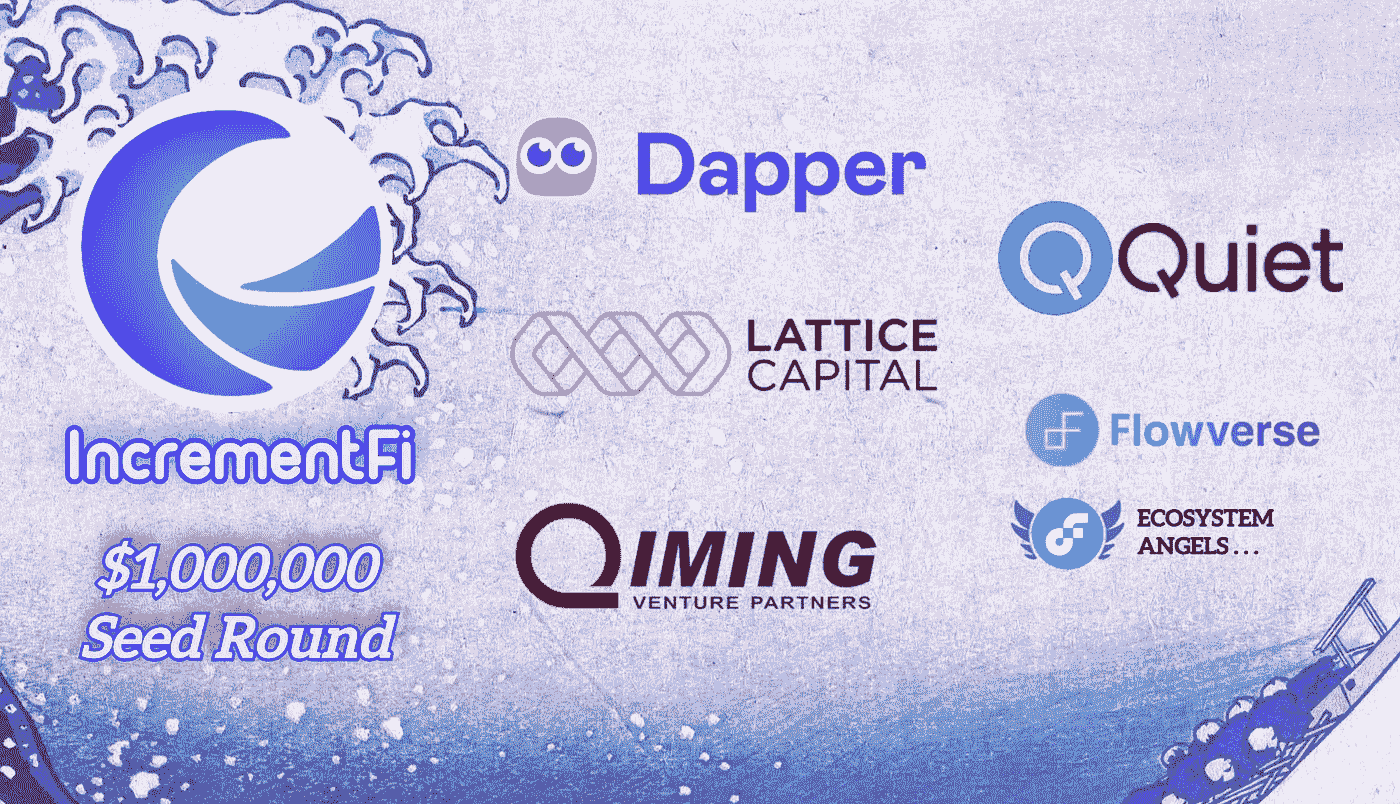 IncrementFi
$1,000,000
Seed Round
Dapper
LATTICE
CAPITAL
QIMING
VENTURE PARTNERS
Quiet
Flowverse
ECOSYSTEM
ANGELS...